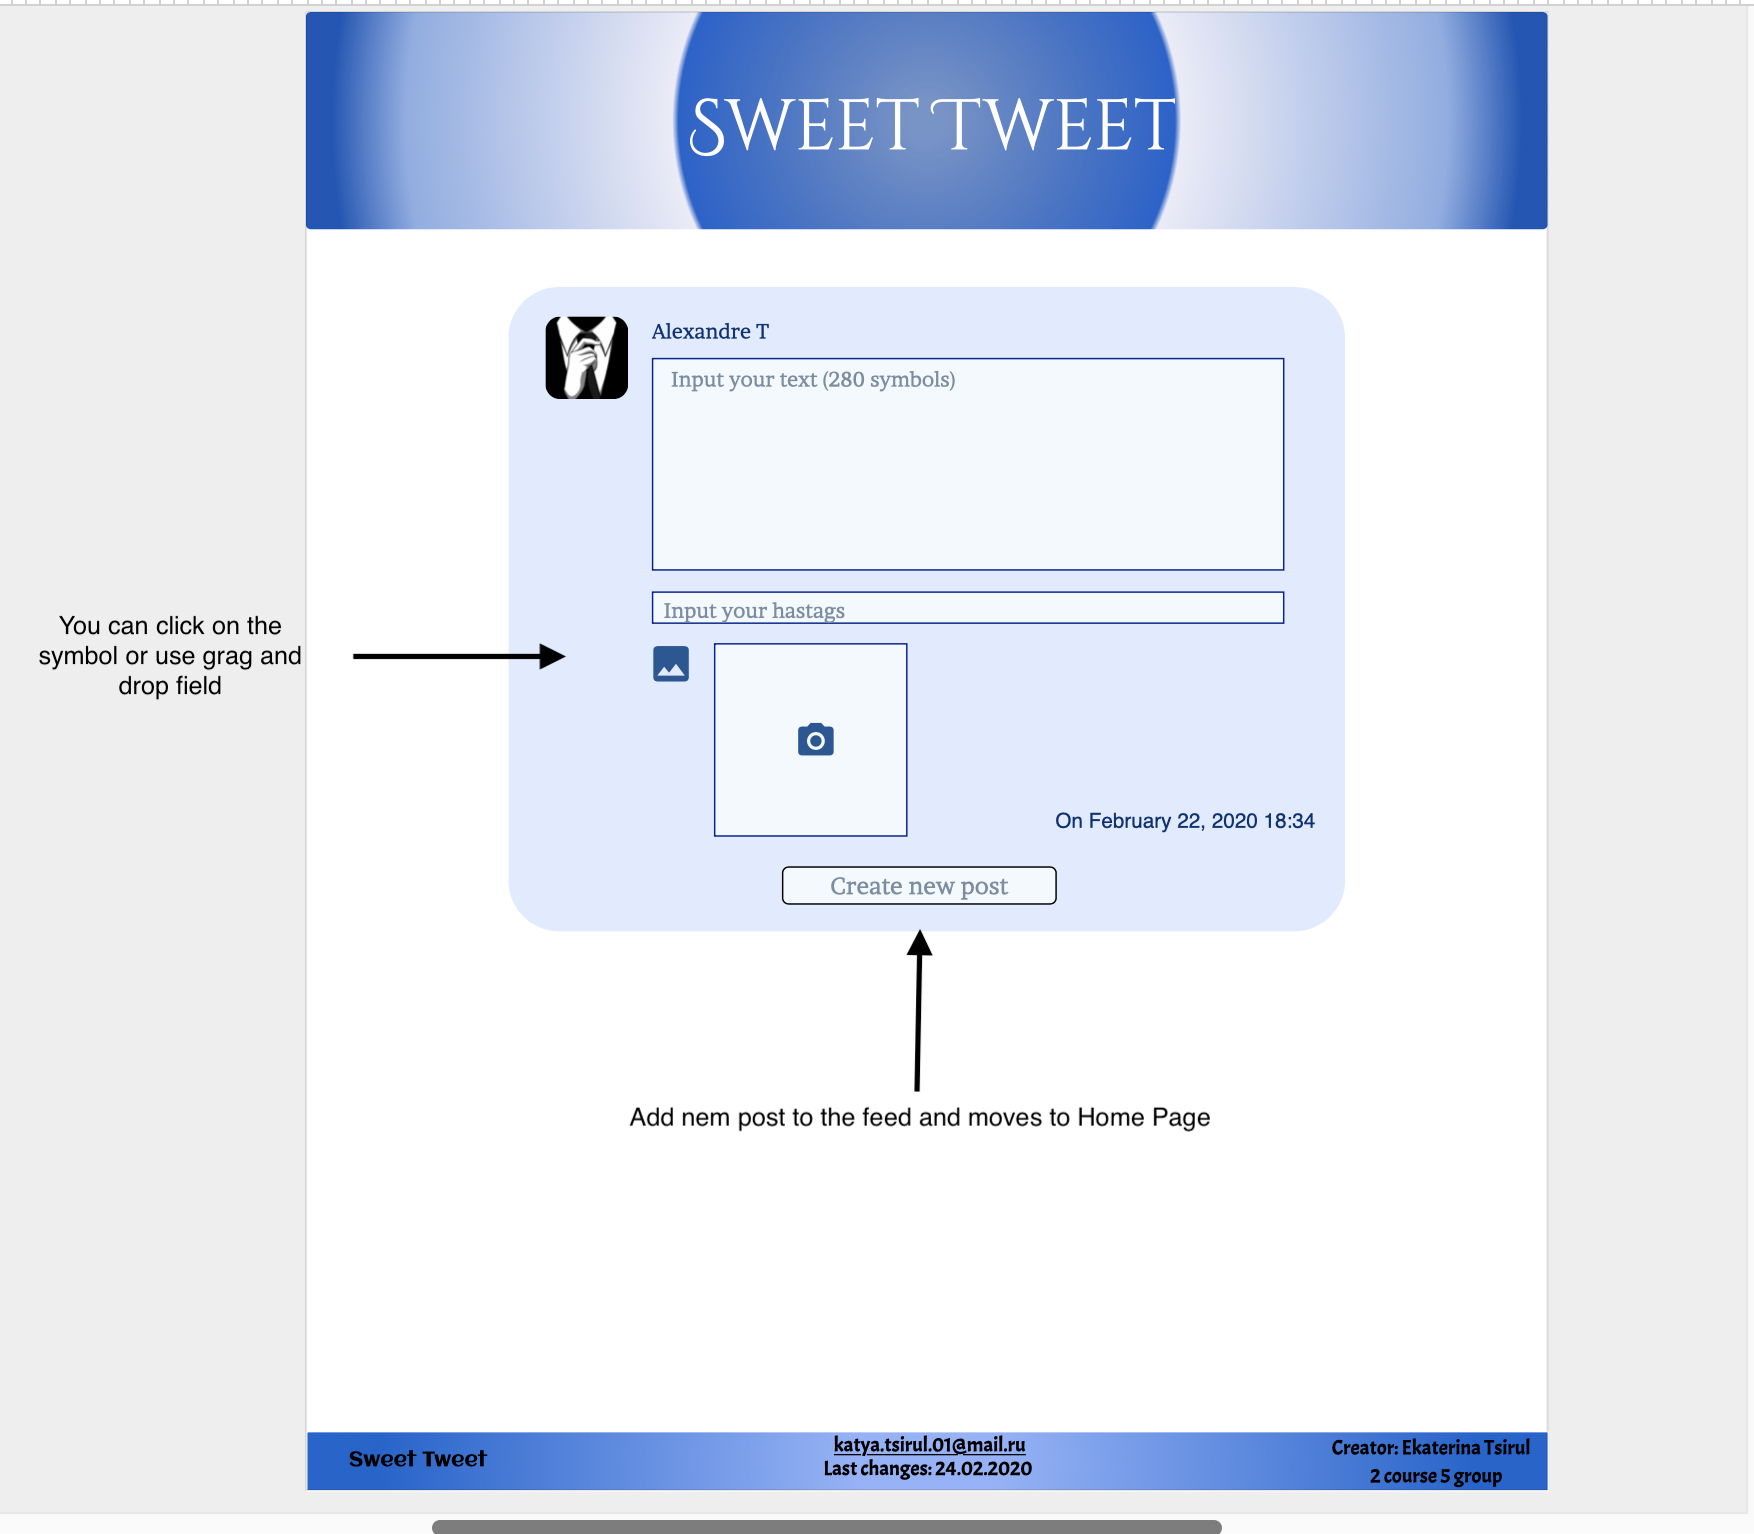 Sweet Tweet
Alexandre T
Input your text (280 symbols)
Input your hastags
You can click on the
symbol or use grag and
drop field
On February 22, 2020 18:34
Create new post
Add nem post to the feed and moves to Home Page
Sweet Tweet
katya.tsirul.01@mail.ru
Last changes: 24.02.2020
Creator: Ekaterina Tsirul
2 course 5 group